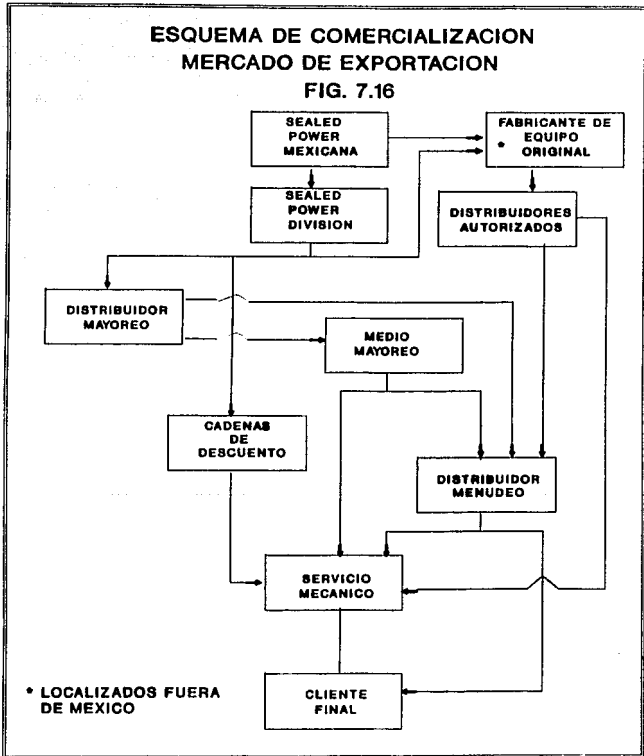 ESQUEMA DE COMERCIALIZACION
MERCADO DE EXPORTACION
FIG. 7.16
SEALED
POWER
MEXICANA
FABRICANTE DE
EQUIPO
* ORIGINAL
SEALED
POWER
DIVISION
DISTRIBUIDORES
AUTORIZADOS
DISTRIBUIDOR
MAYOREO
MEDIO
MAYOREO
CADENAS
DE
DESCUENTO
DISTRIBUIDOR
MENUDEO
SERVICIO
MECANICO
CLIENTE
FINAL
* LOCALIZADOS FUERA
DE MEXICO